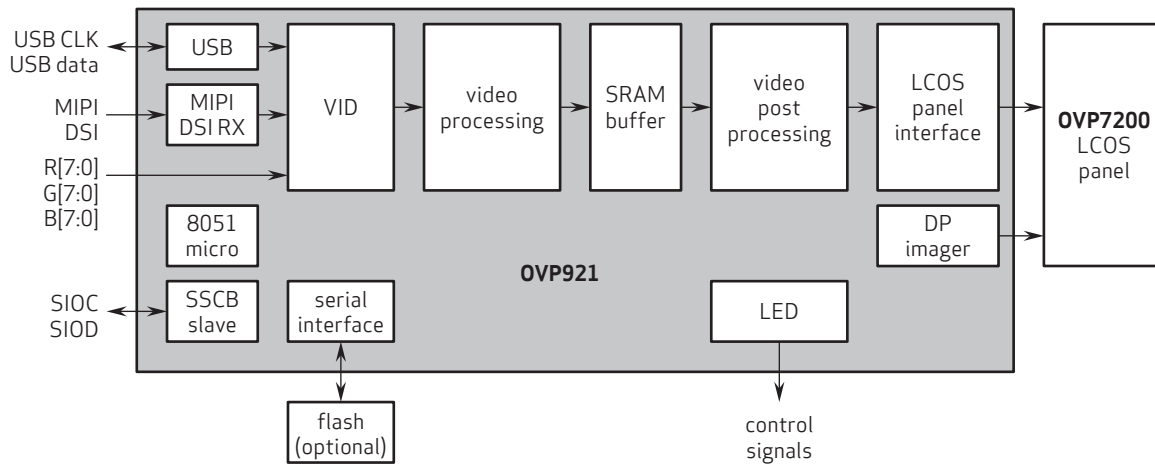 USB CLK
USB data
MIPI
DSI
R[7:0]
G[7:0]
B[7:0]
SIOC
SIOD
USB
MIPI
DSI RX
8051
micro
SSCB
slave
VID
serial
interface
flash
(optional)
video
processing
SRAM
buffer
OVP921
video
post
processing
LED
control
signals
LCOS
panel
interface
DP
imager
OVP7200
LCOS
panel